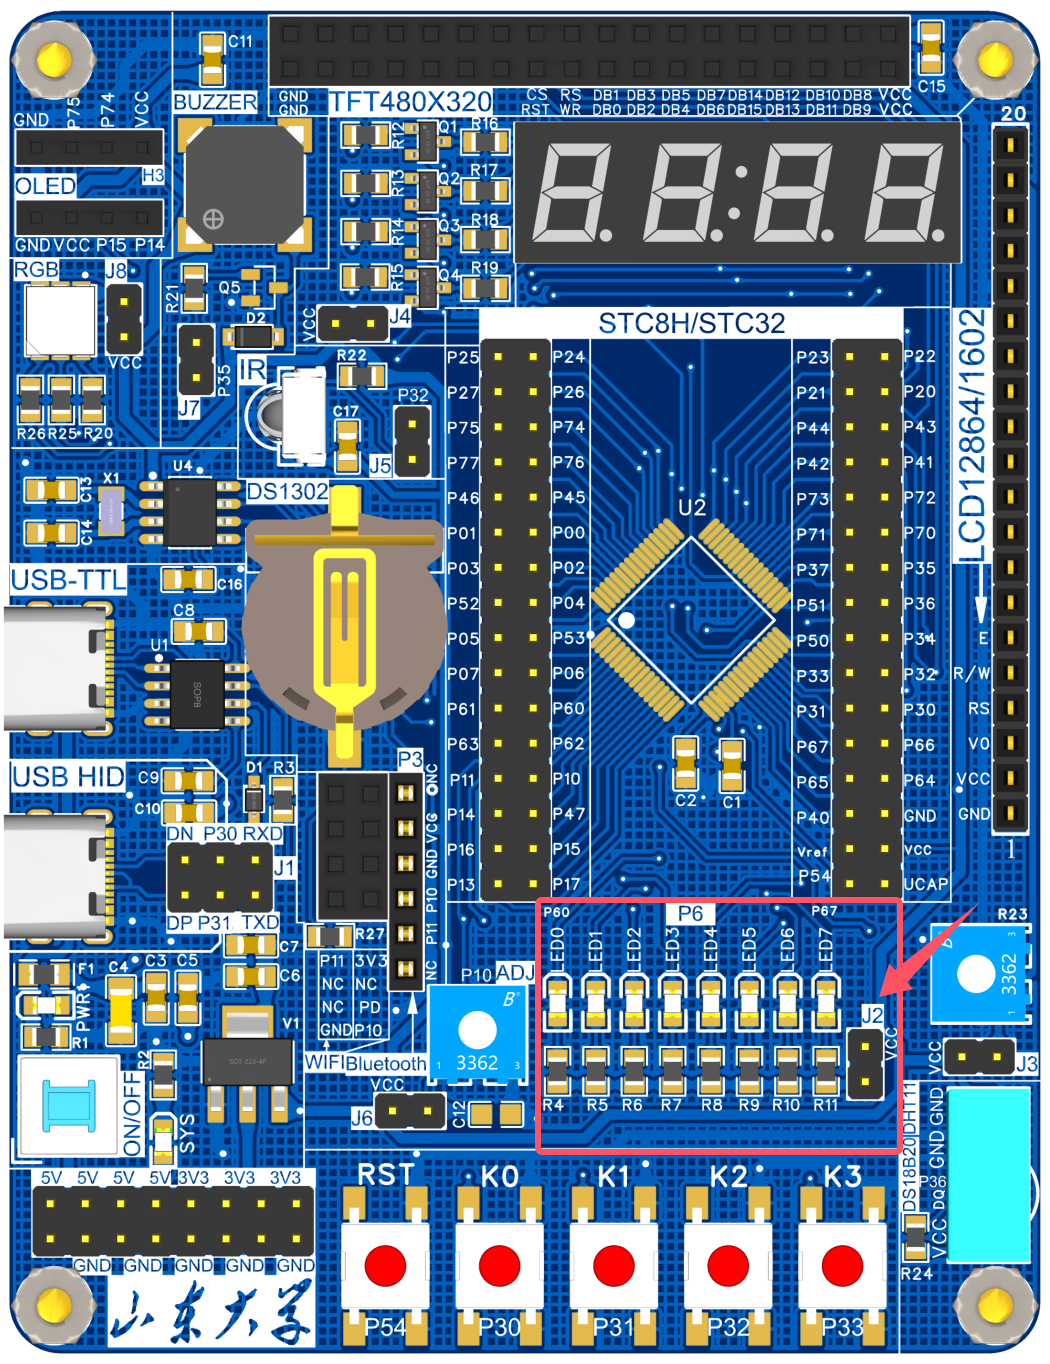 C11
C15
BUZZER
GND
GND
TFT480X320
CS RS DB1 DB3 DB5 DB7 DB14 DB12 DB10 DB8 VCC
RST WR DB0 DB2 DB4 DB6 DB15 DB13 DB11 DB9 VCC
GND P75 P74 VCC
H3
OLED
GND VCC P15 P14
R12 Q1 R16
R13 Q2 R17
R14 Q3 R18
R15 Q4 R19
20
RGB
J8
VCC
R21
Q5
D2
J7
P35
VCC
J4
R26 R25 R20
IR
R22
C17
P32
J5
STC8H/STC32
P25 P24 P23 P22
P27 P26 P21 P20
P75 P74 P44 P43
P77 P76 P42 P41
P46 P45 P73 P72
P01 P00 P71 P70
P03 P02 P37 P35
P52 P04 P51 P36
P05 P53 P50 P34
P07 P06 P33 P32
P61 P60 P31 P30
P63 P62 P67 P66
P11 P10 P65 P64
P14 P47 P40 GND
P16 P15 Vref VCC
P13 P17 P54 UCAP
U2
C2 C1
LCD12864/1602
E
R/W
RS
V0
VCC
GND
1
C13
C14
X1
U4
DS1302
C16
USB-TTL
C8
U1
SOP8
USB HID
C9
C10
D1 R3
DN P30 RXD
J1
DP P31 TXD
P3
NC
VCC
GND
P10
P11
NC
R27
P11 3V3
NC NC
NC PD
GND P10
WIFI Bluetooth
C7
C6
F1
PWR
R1
C4 C3 C5
V1
SOT-223-4P
R2
ON/OFF
SYS
P10 ADJ
B
3362
1 3
VCC
J6
C12
P60 P6 P67
LED0 LED1 LED2 LED3 LED4 LED5 LED6 LED7
R4 R5 R6 R7 R8 R9 R10 R11
J2
VCC
R23
B
3362
VCC
J3
DS18B20 DHT11
P36
VCC DQ GND GND
R24
5V 5V 5V 5V 3V3 3V3 3V3
GND GND GND GND GND
山东大学
RST K0 K1 K2 K3
P54 P30 P31 P32 P33